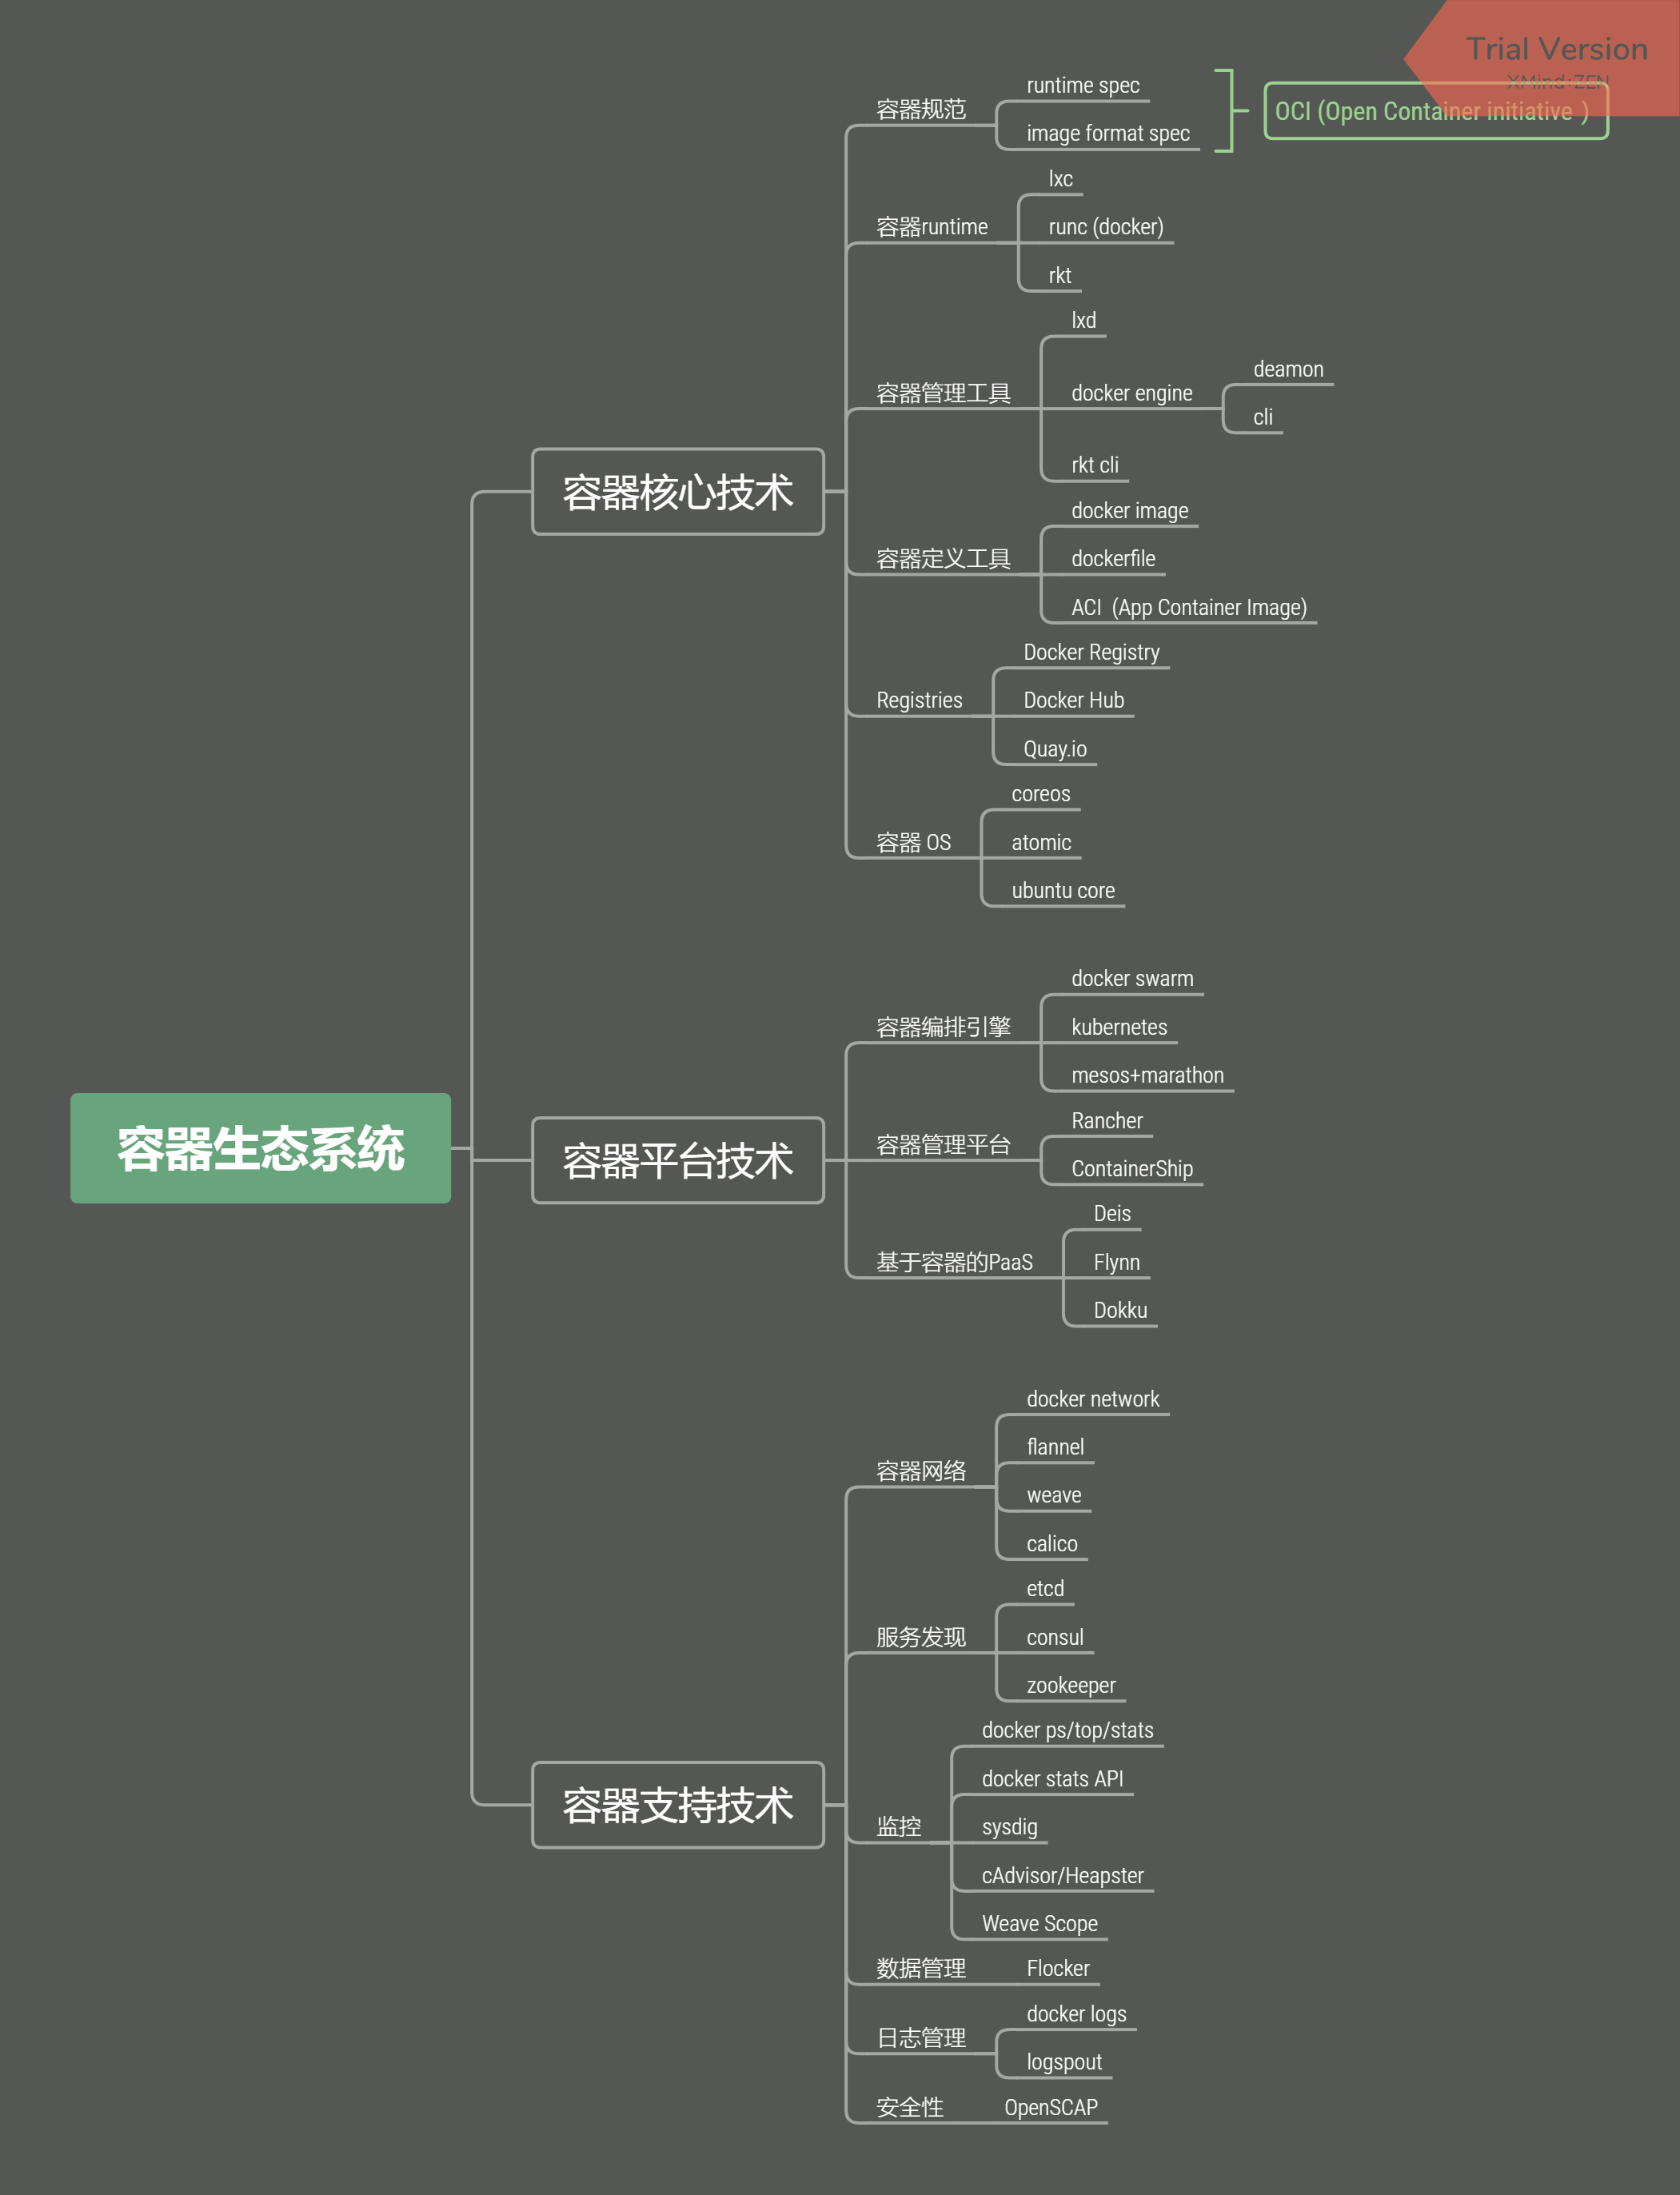 Trial Version
XMind:ZEN
容器生态系统
容器核心技术
容器规范
runtime spec
image format spec
OCI (Open Container initiative )
容器runtime
lxc
runc (docker)
rkt
容器管理工具
lxd
docker engine
deamon
cli
rkt cli
容器定义工具
docker image
dockerfile
ACI (App Container Image)
Registries
Docker Registry
Docker Hub
Quay.io
容器 OS
coreos
atomic
ubuntu core
容器平台技术
容器编排引擎
docker swarm
kubernetes
mesos+marathon
容器管理平台
Rancher
ContainerShip
基于容器的PaaS
Deis
Flynn
Dokku
容器支持技术
容器网络
docker network
flannel
weave
calico
服务发现
etcd
consul
zookeeper
监控
docker ps/top/stats
docker stats API
sysdig
cAdvisor/Heapster
Weave Scope
数据管理
Flocker
日志管理
docker logs
logspout
安全性
OpenSCAP